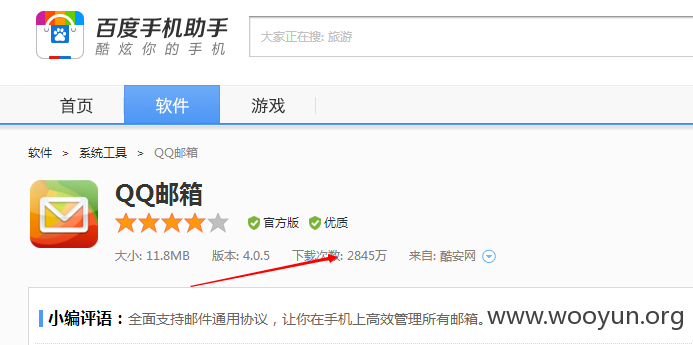 百度手机助手
酷炫你的手机
大家正在搜: 旅游
首页 软件 游戏
软件 > 系统工具 > QQ邮箱
QQ邮箱
官方版 优质
大小: 11.8MB 版本: 4.0.5 下载次数: 2845万 来自: 酷安网
小编评语：全面支持邮件通用协议，让你在手机上高效管理所有邮箱。
www.wooyun.org